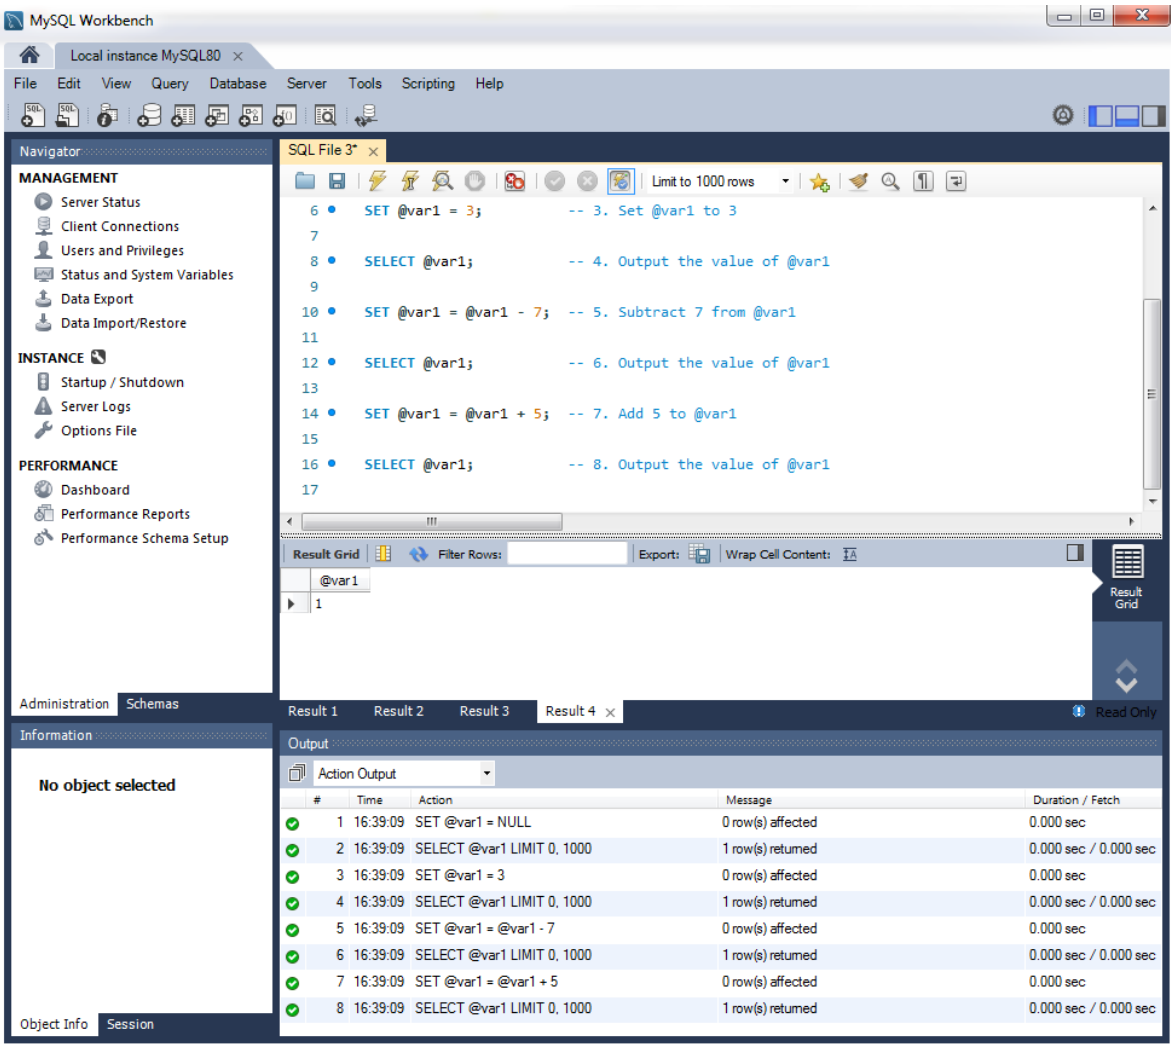 MySQL Workbench
Local instance MySQL80
File Edit View Query Database Server Tools Scripting Help
Navigator
MANAGEMENT
Server Status
Client Connections
Users and Privileges
Status and System Variables
Data Export
Data Import/Restore
INSTANCE
Startup / Shutdown
Server Logs
Options File
PERFORMANCE
Dashboard
Performance Reports
Performance Schema Setup
Administration Schemas
Information
No object selected
Object Info Session
SQL File 3*
Limit to 1000 rows
6 SET @var1 = 3; -- 3. Set @var1 to 3
7
8 SELECT @var1; -- 4. Output the value of @var1
9
10 SET @var1 = @var1 - 7; -- 5. Subtract 7 from @var1
11
12 SELECT @var1; -- 6. Output the value of @var1
13
14 SET @var1 = @var1 + 5; -- 7. Add 5 to @var1
15
16 SELECT @var1; -- 8. Output the value of @var1
17
Result Grid Filter Rows: Export: Wrap Cell Content:
@var1
1
Result
Grid
Result 1 Result 2 Result 3 Result 4 Read Only
Output
Action Output
# Time Action Message Duration / Fetch
1 16:39:09 SET @var1 = NULL 0 row(s) affected 0.000 sec
2 16:39:09 SELECT @var1 LIMIT 0, 1000 1 row(s) returned 0.000 sec / 0.000 sec
3 16:39:09 SET @var1 = 3 0 row(s) affected 0.000 sec
4 16:39:09 SELECT @var1 LIMIT 0, 1000 1 row(s) returned 0.000 sec / 0.000 sec
5 16:39:09 SET @var1 = @var1 - 7 0 row(s) affected 0.000 sec
6 16:39:09 SELECT @var1 LIMIT 0, 1000 1 row(s) returned 0.000 sec / 0.000 sec
7 16:39:09 SET @var1 = @var1 + 5 0 row(s) affected 0.000 sec
8 16:39:09 SELECT @var1 LIMIT 0, 1000 1 row(s) returned 0.000 sec / 0.000 sec